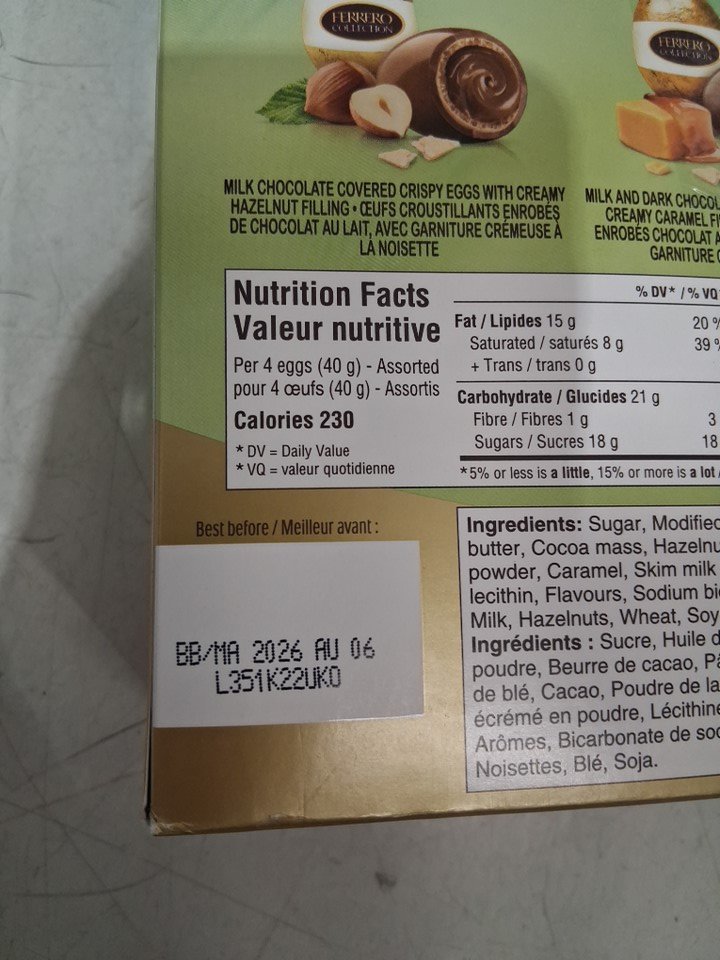 FERRERO
COLLECTION
FERRERO
COLLECTION
MILK CHOCOLATE COVERED CRISPY EGGS WITH CREAMY
HAZELNUT FILLING • ŒUFS CROUSTILLANTS ENROBÉS
DE CHOCOLAT AU LAIT, AVEC GARNITURE CRÉMEUSE À
LA NOISETTE
MILK AND DARK
CREAMY CARAMEL
ENROBÉS CHOCOLAT
GARNITURE
Nutrition Facts
Valeur nutritive
Per 4 eggs (40 g) - Assorted
pour 4 œufs (40 g) - Assortis
Calories 230
* DV = Daily Value
* VQ = valeur quotidienne
% DV* / % VQ
Fat / Lipides 15 g 20 %
Saturated / saturés 8 g 39
+ Trans / trans 0 g
Carbohydrate / Glucides 21 g
Fibre / Fibres 1 g 3
Sugars / Sucres 18 g 18
*5% or less is a little, 15% or more is a lot /
Best before / Meilleur avant :
BB/MA 2026 AU 06
L351K22UKO
Ingredients: Sugar, Modified
butter, Cocoa mass,
powder, Caramel, Skim milk
lecithin, Flavours, Sodium
Milk, Hazelnuts, Wheat, Soy
Ingrédients : Sucre, Huile
poudre, Beurre de cacao,
de blé, Cacao, Poudre de
écrémé en poudre, Lécithine
Arômes, Bicarbonate de
Noisettes, Blé, Soja.